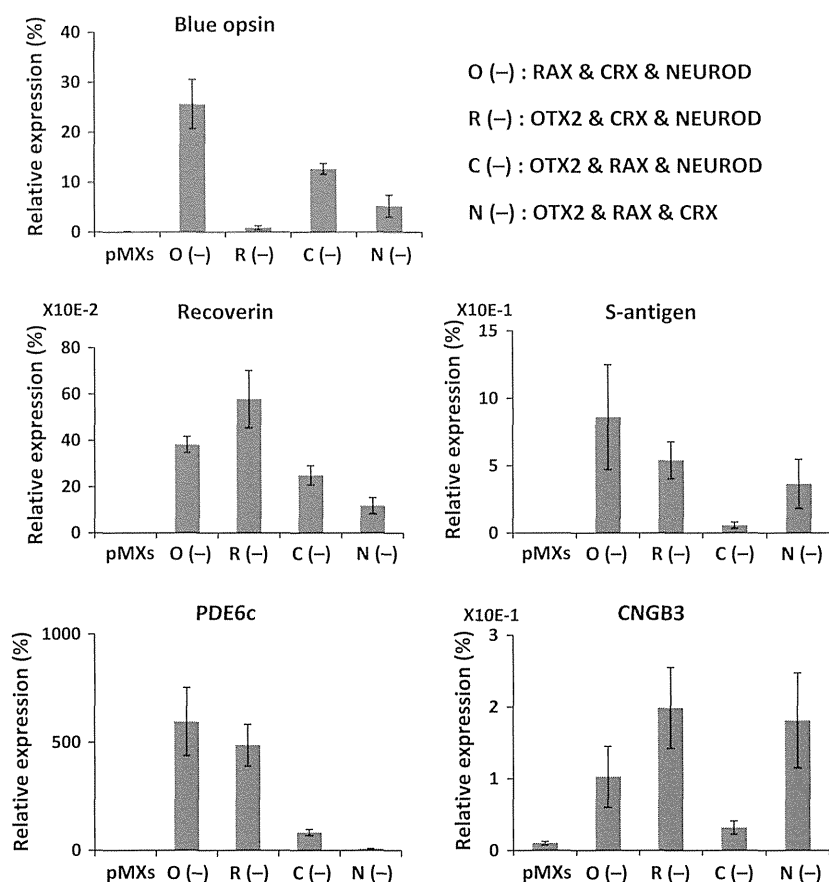 Blue opsin
Relative expression (%)
40
30
20
10
0
pMXs O (–) R (–) C (–) N (–)
O (–) : RAX & CRX & NEUROD
R (–) : OTX2 & CRX & NEUROD
C (–) : OTX2 & RAX & NEUROD
N (–) : OTX2 & RAX & CRX
X10E-2
Recoverin
Relative expression (%)
80
60
40
20
0
pMXs O (–) R (–) C (–) N (–)
X10E-1
S-antigen
Relative expression (%)
15
10
5
0
pMXs O (–) R (–) C (–) N (–)
PDE6c
Relative expression (%)
1000
500
0
pMXs O (–) R (–) C (–) N (–)
X10E-1
CNGB3
Relative expression (%)
3
2
1
0
pMXs O (–) R (–) C (–) N (–)